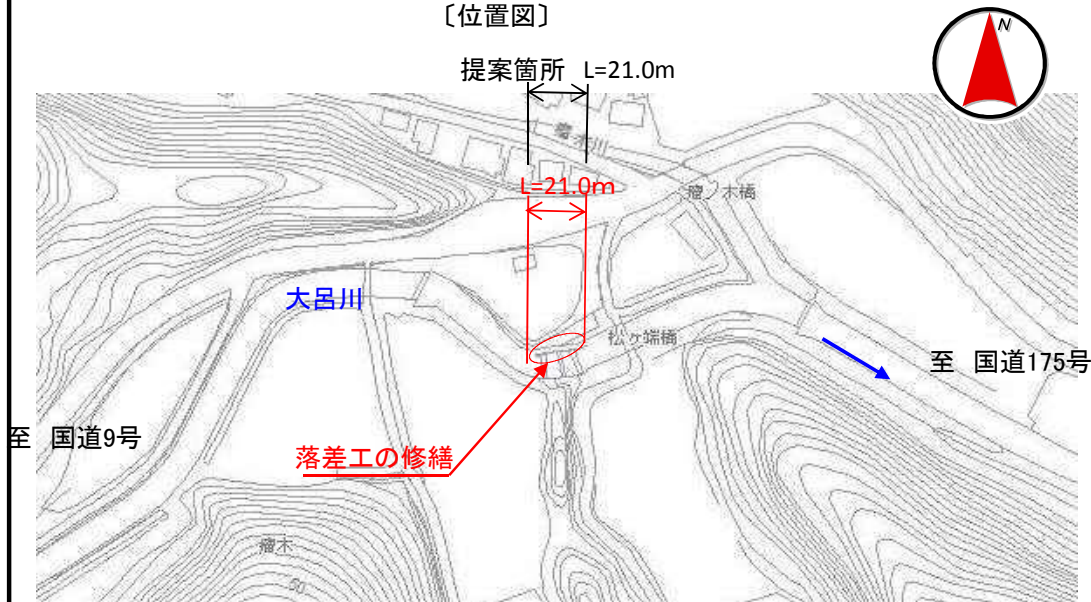 〔位置図〕
N
提案箇所 L=21.0m
L=21.0m
大呂川
松ヶ端橋
至 国道175号
至 国道9号
落差工の修繕
50